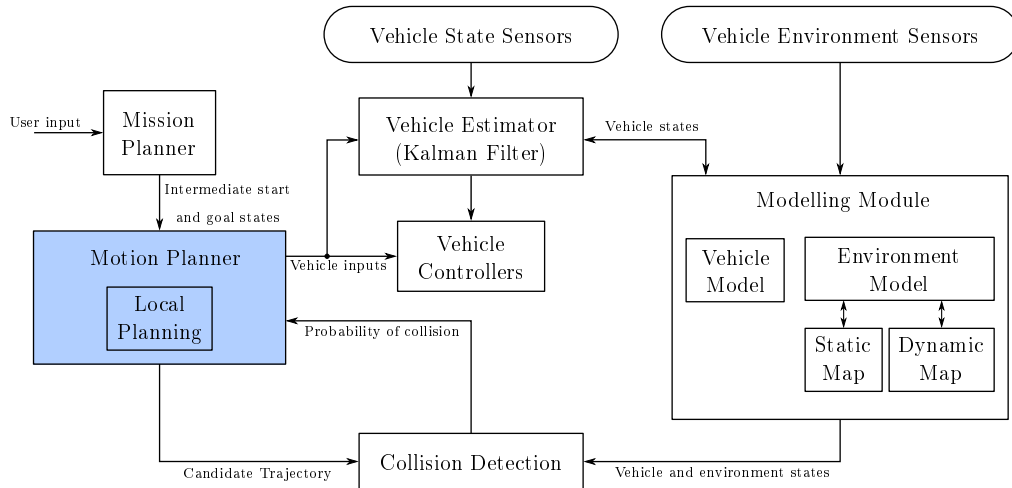 Vehicle State Sensors
Vehicle Environment Sensors
User input
Mission
Planner
Vehicle Estimator
(Kalman Filter)
Vehicle states
Intermediate start
and goal states
Modelling Module
Motion Planner
Vehicle inputs
Vehicle
Controllers
Vehicle
Model
Environment
Model
Local
Planning
Probability of collision
Static
Map
Dynamic
Map
Candidate Trajectory
Collision Detection
Vehicle and environment states